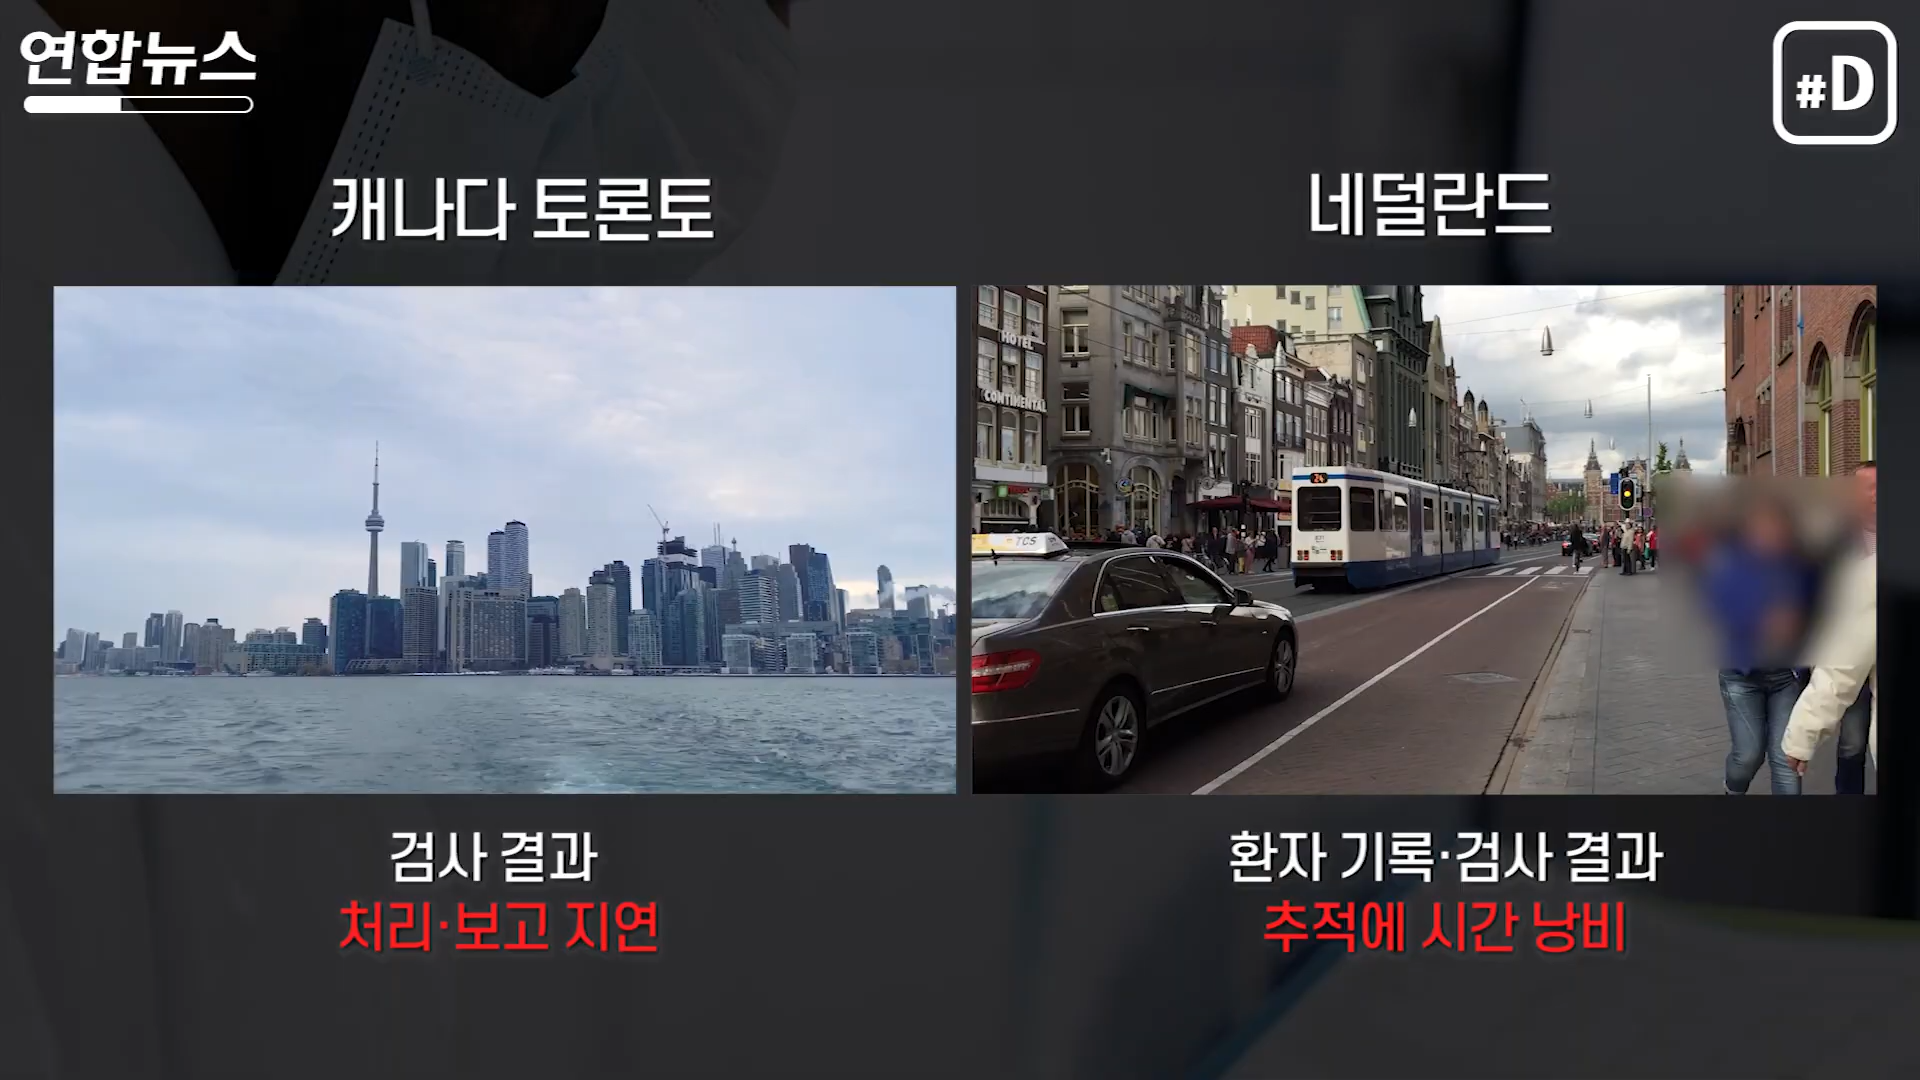 연합뉴스
#D
캐나다 토론토
네덜란드
HOTEL
CONTINENTAL
TCS
24
검사 결과
처리·보고 지연
환자 기록·검사 결과
추적에 시간 낭비